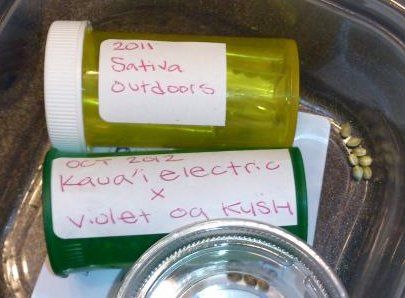 2011
Sativa
outdoors
OCT 2012
Kaua'i electric
x
Violet OG KUSH